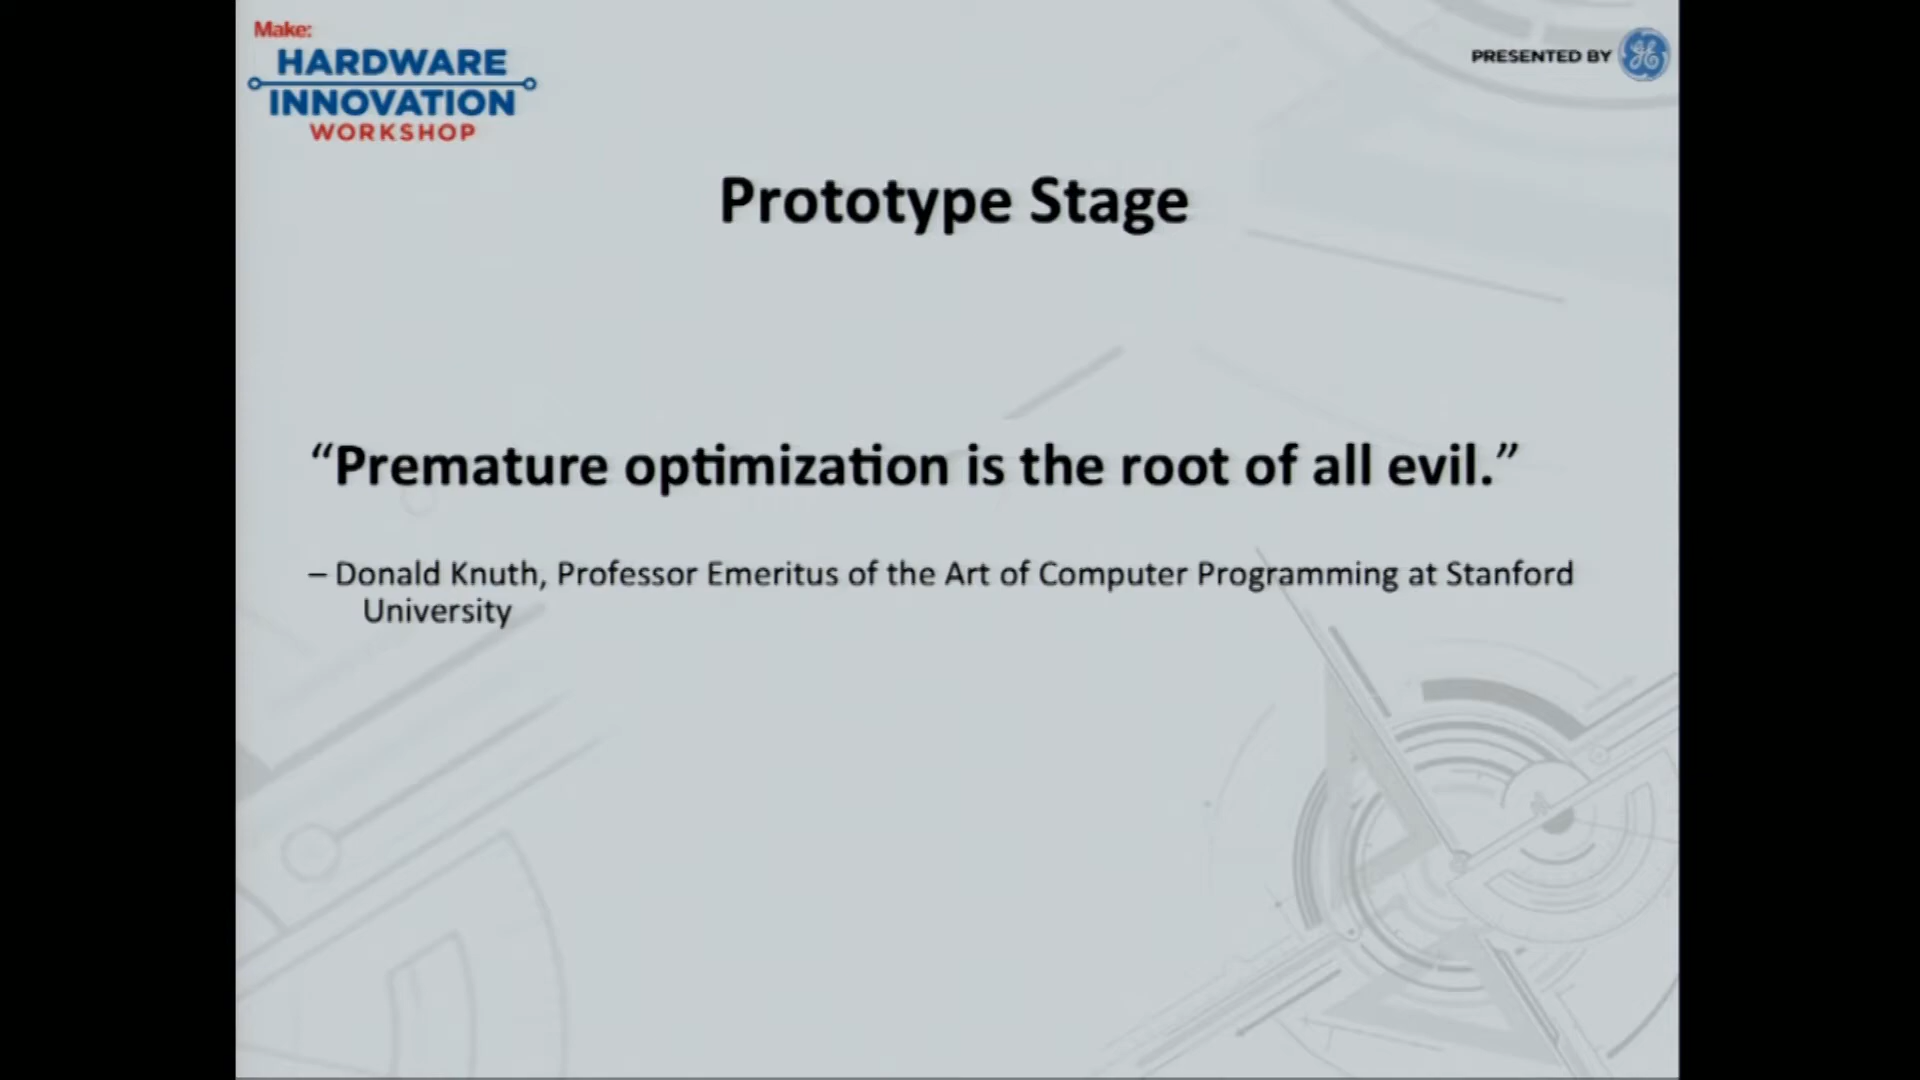 Make:
HARDWARE
INNOVATION
WORKSHOP
PRESENTED BY
Prototype Stage
“Premature optimization is the root of all evil.”
– Donald Knuth, Professor Emeritus of the Art of Computer Programming at Stanford
University